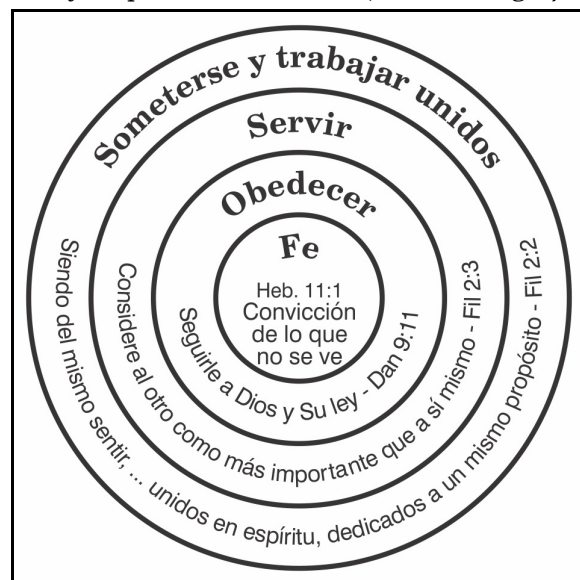 Someterse y trabajar unidos
Servir
Obedecer
Fe
Heb. 11:1
Convicción
de lo que
no se ve
Seguirle a Dios y Su ley - Dan 9:11
Considere al otro como más importante que a sí mismo - Fil 2:3
Siendo del mismo sentir, ... unidos en espíritu, dedicados a un mismo propósito - Fil 2:2